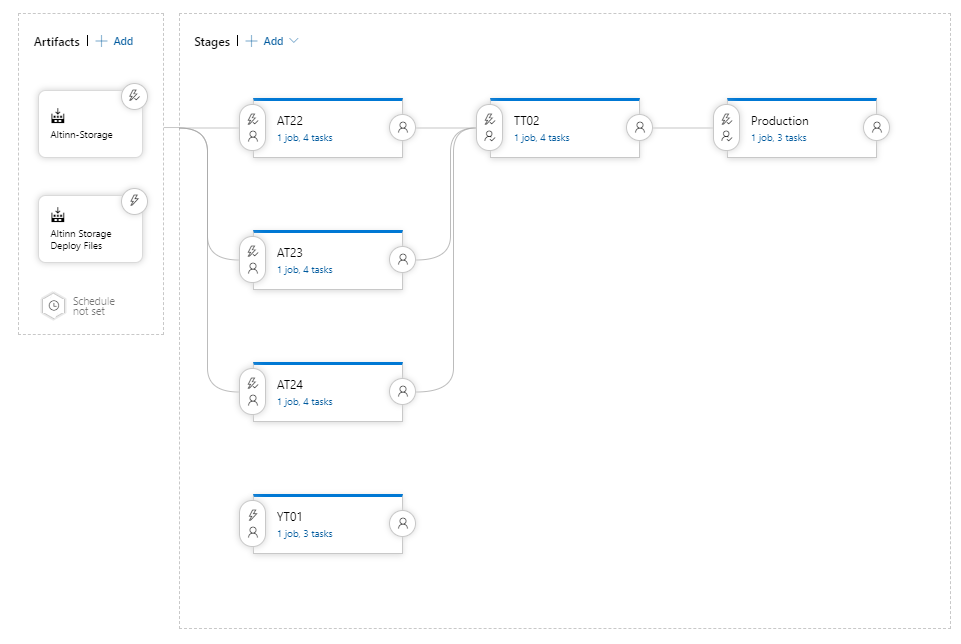 Artifacts | + Add
Altinn-Storage
Altinn Storage
Deploy Files
Schedule
not set
Stages | + Add
AT22
1 job, 4 tasks
TT02
1 job, 4 tasks
Production
1 job, 3 tasks
AT23
1 job, 4 tasks
AT24
1 job, 4 tasks
YT01
1 job, 3 tasks